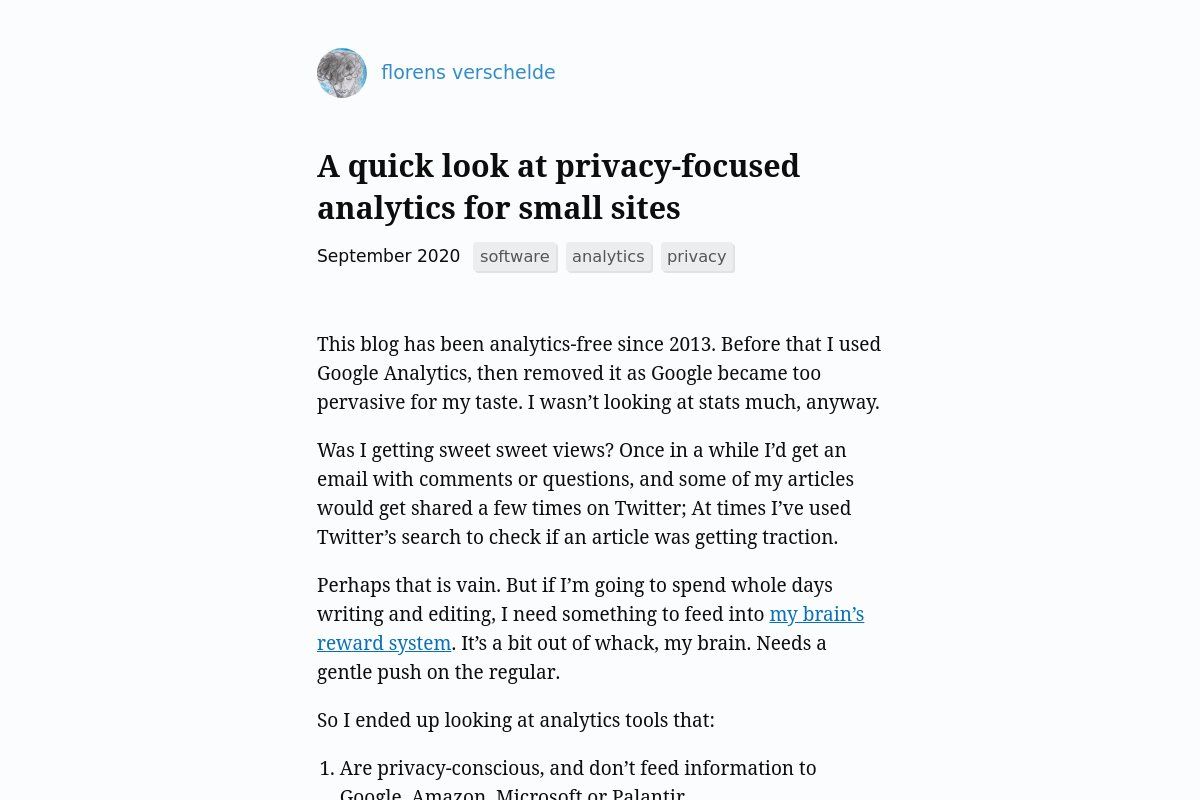 florens verschelde
A quick look at privacy-focused
analytics for small sites
September 2020 software analytics privacy
This blog has been analytics-free since 2013. Before that I used
Google Analytics, then removed it as Google became too
pervasive for my taste. I wasn’t looking at stats much, anyway.
Was I getting sweet sweet views? Once in a while I’d get an
email with comments or questions, and some of my articles
would get shared a few times on Twitter; At times I’ve used
Twitter’s search to check if an article was getting traction.
Perhaps that is vain. But if I’m going to spend whole days
writing and editing, I need something to feed into my brain’s
reward system. It’s a bit out of whack, my brain. Needs a
gentle push on the regular.
So I ended up looking at analytics tools that:
1. Are privacy-conscious, and don’t feed information to
Google, Amazon, Microsoft or Palantir.